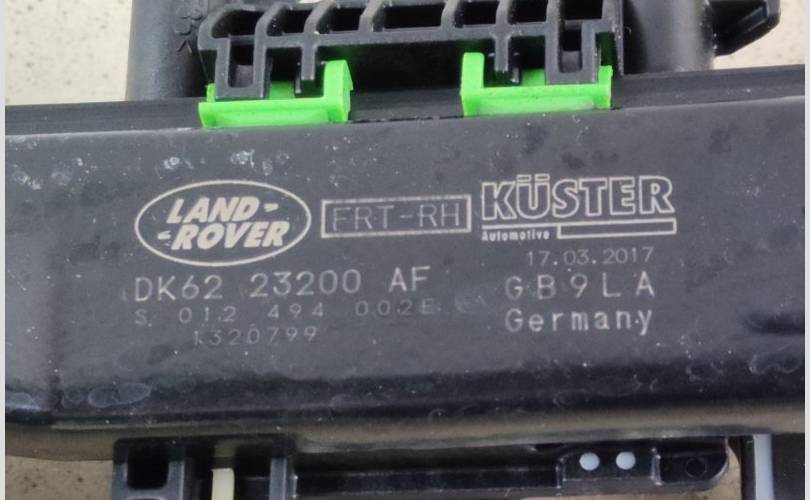 LAND-
-ROVER
FRT-RH
KÜSTER
Automotive
17.03.2017
DK62 23200 AF
GB9LA
S 012 494 002E
Germany
1320799